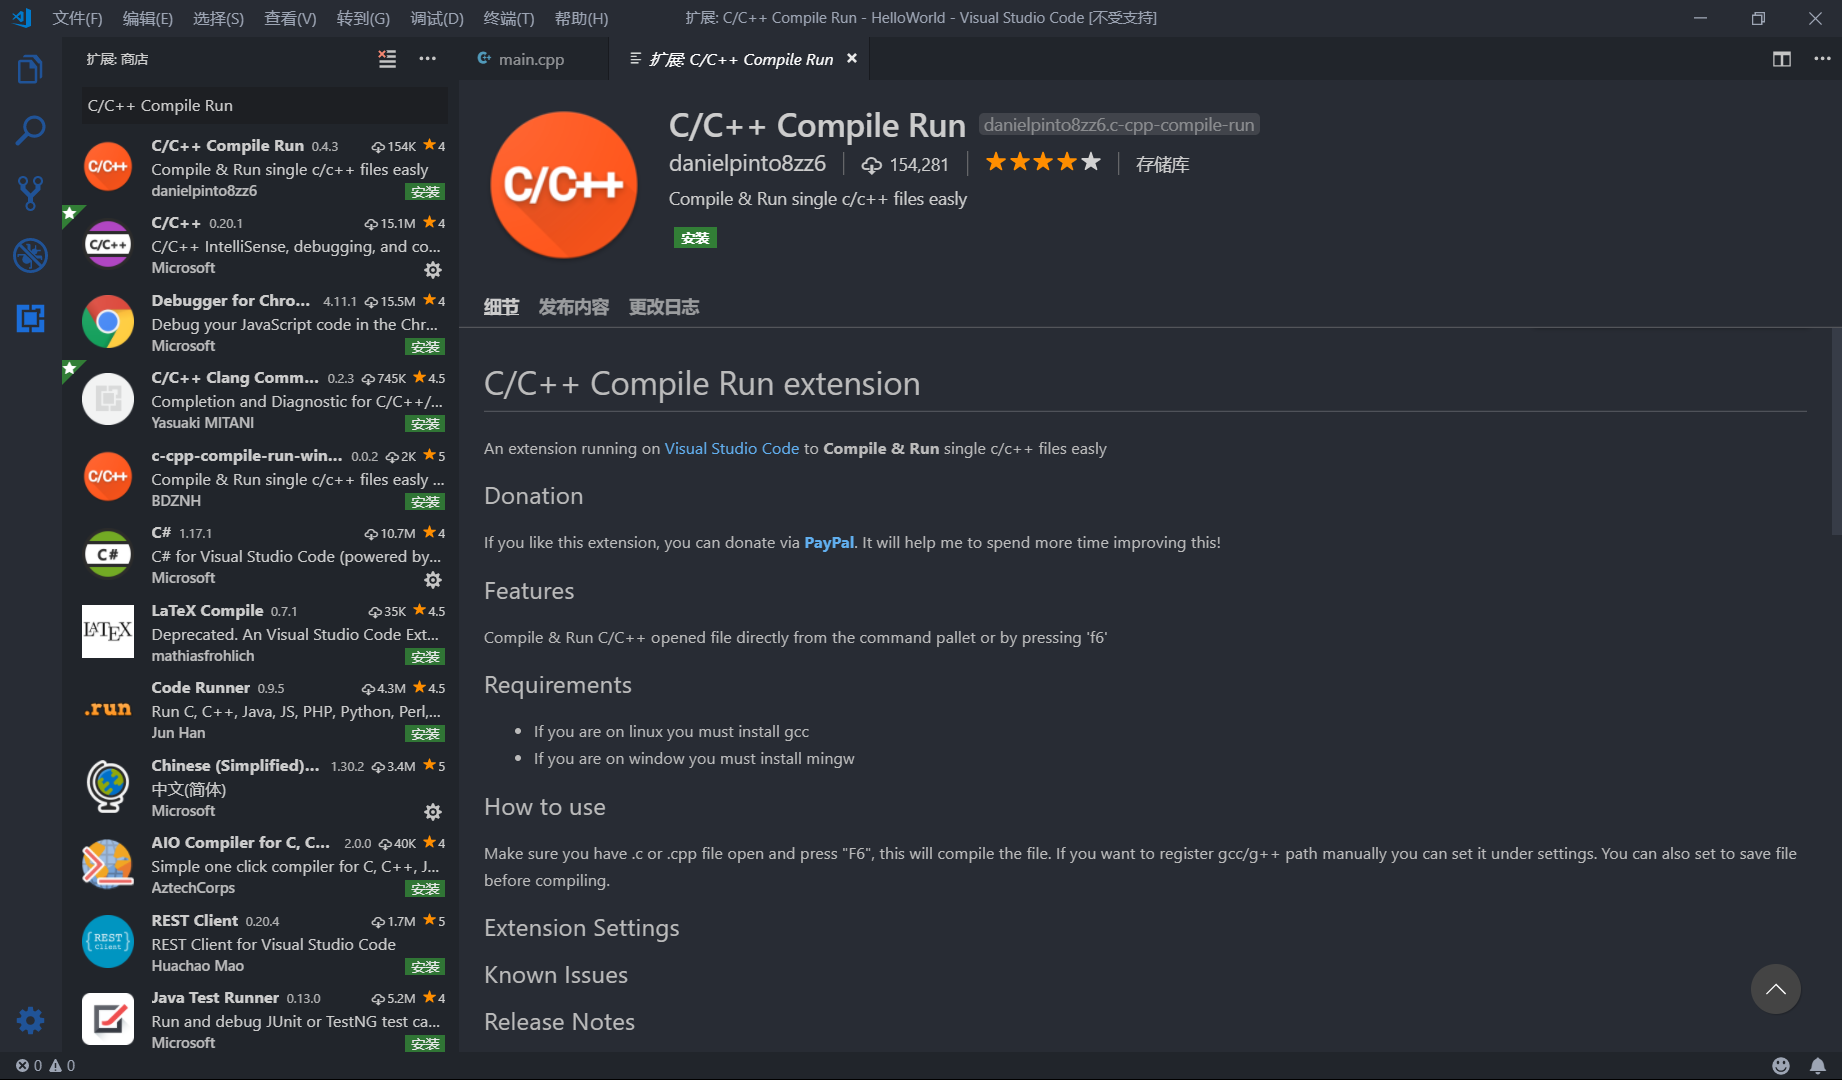 文件(F) 编辑(E) 选择(S) 查看(V) 转到(G) 调试(D) 终端(T) 帮助(H)
扩展: C/C++ Compile Run - HelloWorld - Visual Studio Code [不受支持]
扩展: 商店
main.cpp
扩展: C/C++ Compile Run
C/C++ Compile Run
C/C++
C/C++ Compile Run 0.4.3 154K 4
Compile & Run single c/c++ files easly
danielpinto8zz6 安装
C/C++
C/C++ 0.20.1 15.1M 4
C/C++ IntelliSense, debugging, and co...
Microsoft
Debugger for Chro... 4.11.1 15.5M 4
Debug your JavaScript code in the Chr...
Microsoft 安装
C/C++ Clang Comm... 0.2.3 745K 4.5
Completion and Diagnostic for C/C++/...
Yasuaki MITANI 安装
C/C++
c-cpp-compile-run-win... 0.0.2 2K 5
Compile & Run single c/c++ files easly ...
BDZNH 安装
C#
C# 1.17.1 10.7M 4
C# for Visual Studio Code (powered by...
Microsoft
LATEX
LaTeX Compile 0.7.1 35K 4.5
Deprecated. An Visual Studio Code Ext...
mathiasfrohlich 安装
.run
Code Runner 0.9.5 4.3M 4.5
Run C, C++, Java, JS, PHP, Python, Perl,...
Jun Han 安装
Chinese (Simplified)... 1.30.2 3.4M 5
中文(简体)
Microsoft
AIO Compiler for C, C... 2.0.0 40K 4
Simple one click compiler for C, C++, J...
AztechCorps 安装
{REST}
Client
REST Client 0.20.4 1.7M 5
REST Client for Visual Studio Code
Huachao Mao 安装
Java Test Runner 0.13.0 5.2M 4
Run and debug JUnit or TestNG test ca...
Microsoft 安装
C/C++
C/C++ Compile Run danielpinto8zz6.c-cpp-compile-run
danielpinto8zz6 154,281 存储库
Compile & Run single c/c++ files easly
安装
细节 发布内容 更改日志
C/C++ Compile Run extension
An extension running on Visual Studio Code to Compile & Run single c/c++ files easly
Donation
If you like this extension, you can donate via PayPal. It will help me to spend more time improving this!
Features
Compile & Run C/C++ opened file directly from the command pallet or by pressing 'f6'
Requirements
• If you are on linux you must install gcc
• If you are on window you must install mingw
How to use
Make sure you have .c or .cpp file open and press "F6", this will compile the file. If you want to register gcc/g++ path manually you can set it under settings. You can also set to save file
before compiling.
Extension Settings
Known Issues
Release Notes
0 0